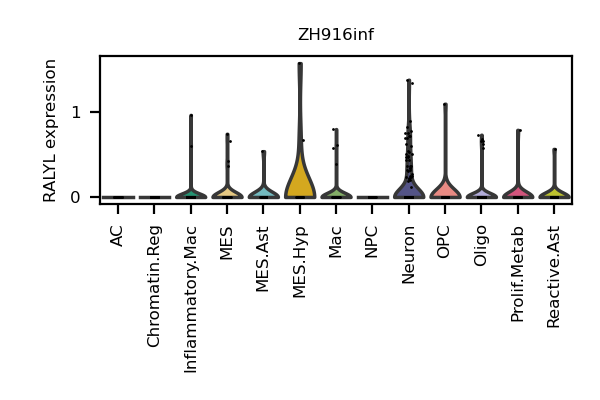 ZH916inf
RALYL expression
1
0
AC
Chromatin.Reg
Inflammatory.Mac
MES
MES.Ast
MES.Hyp
Mac
NPC
Neuron
OPC
Oligo
Prolif.Metab
Reactive.Ast